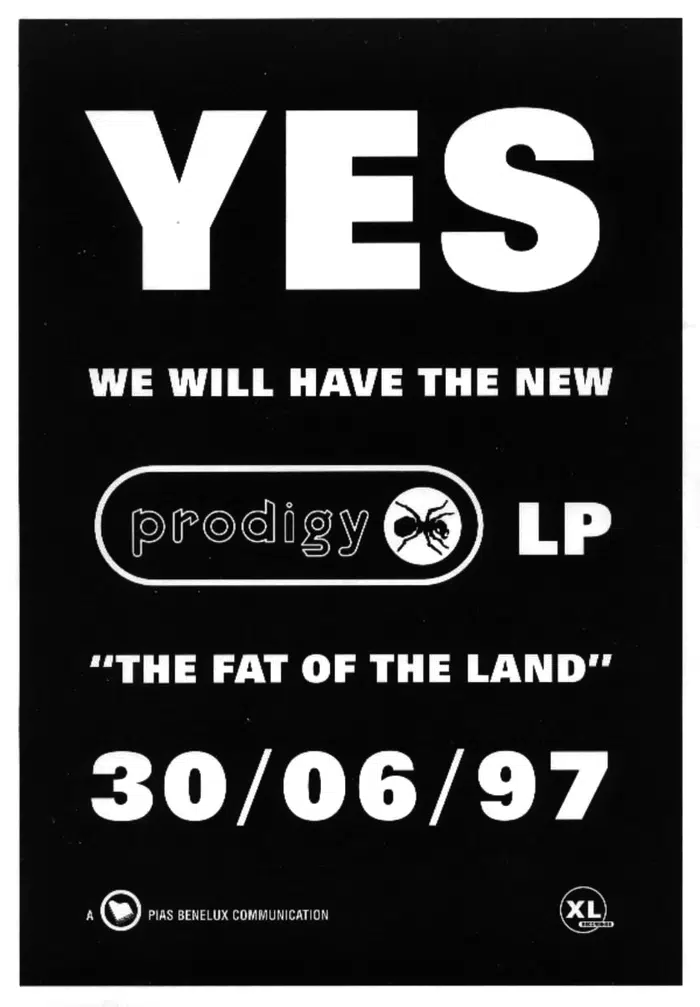 YES
WE WILL HAVE THE NEW
prodigy LP
"THE FAT OF THE LAND"
30/06/97
A PIAS BENELUX COMMUNICATION
XL
RECORDINGS